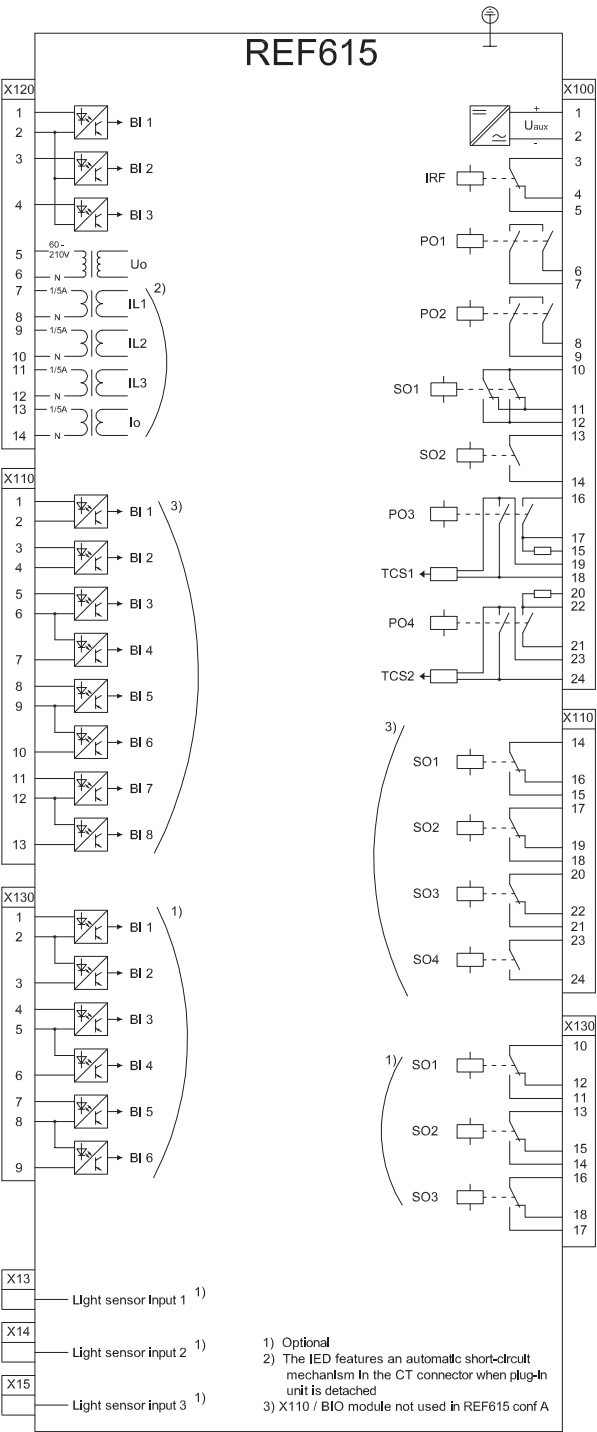 REF615
X120
1
2
BI 1
3
BI 2
4
BI 3
5
60 -
210V
Uo
6
N
7
1/5A
IL1
2)
8
N
9
1/5A
IL2
10
N
11
1/5A
IL3
12
N
13
1/5A
Io
14
N
X110
1
2
BI 1
3)
3
4
BI 2
5
6
BI 3
7
BI 4
8
9
BI 5
10
BI 6
11
12
BI 7
13
BI 8
X130
1
2
BI 1
1)
3
BI 2
4
5
BI 3
6
BI 4
7
8
BI 5
9
BI 6
X13
Light sensor input 1 1)
X14
Light sensor input 2 1)
X15
Light sensor input 3 1)
X100
+
Uaux
-
1
2
IRF
3
4
5
PO1
6
7
PO2
8
9
SO1
10
11
12
SO2
13
14
PO3
16
17
15
19
TCS1
18
20
22
PO4
21
23
TCS2
24
X110
3)
14
SO1
16
15
17
SO2
19
18
20
SO3
22
21
23
SO4
24
X130
10
1)
SO1
12
11
13
SO2
15
14
16
SO3
18
17
1) Optional
2) The IED features an automatic short-circuit
mechanism in the CT connector when plug-in
unit is detached
3) X110 / BIO module not used in REF615 conf A